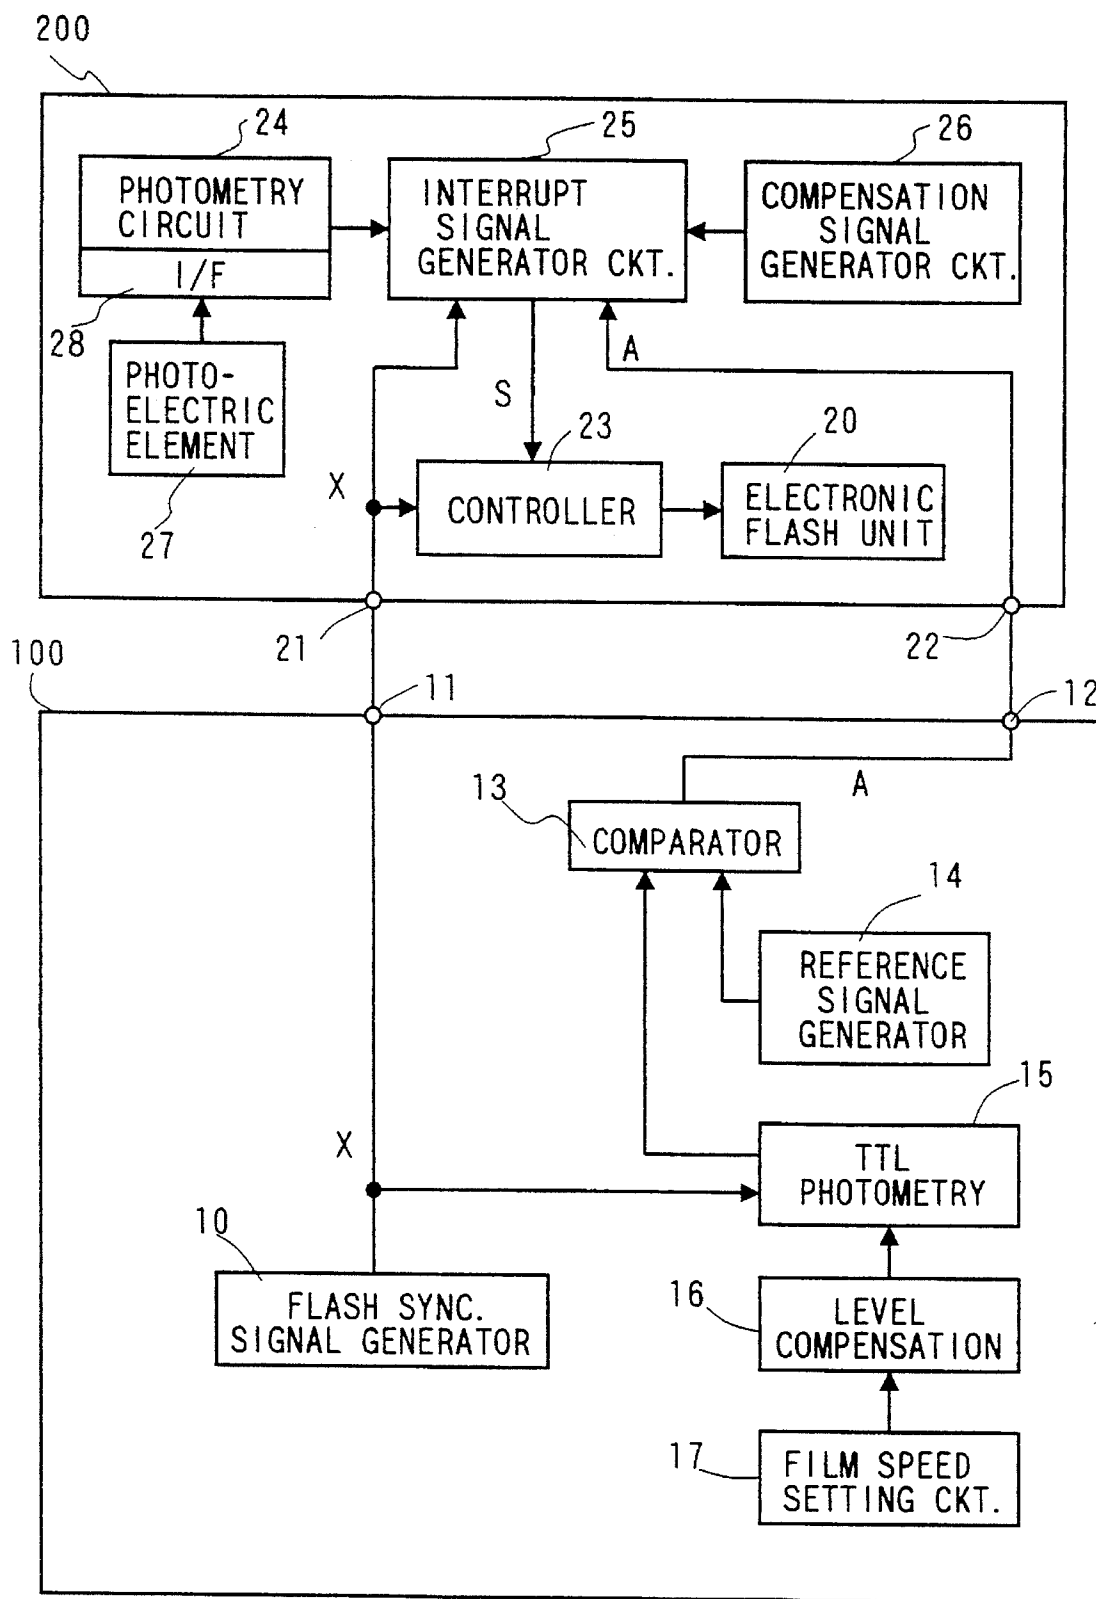 200
24
25
26
PHOTOMETRY
CIRCUIT
I/F
INTERRUPT
SIGNAL
GENERATOR CKT.
COMPENSATION
SIGNAL
GENERATOR CKT.
28
PHOTO-
ELECTRIC
ELEMENT
27
A
S
X
23
CONTROLLER
20
ELECTRONIC
FLASH UNIT
21
22
100
11
12
A
13
COMPARATOR
14
REFERENCE
SIGNAL
GENERATOR
15
X
TTL
PHOTOMETRY
10
FLASH SYNC.
SIGNAL GENERATOR
16
LEVEL
COMPENSATION
17
FILM SPEED
SETTING CKT.